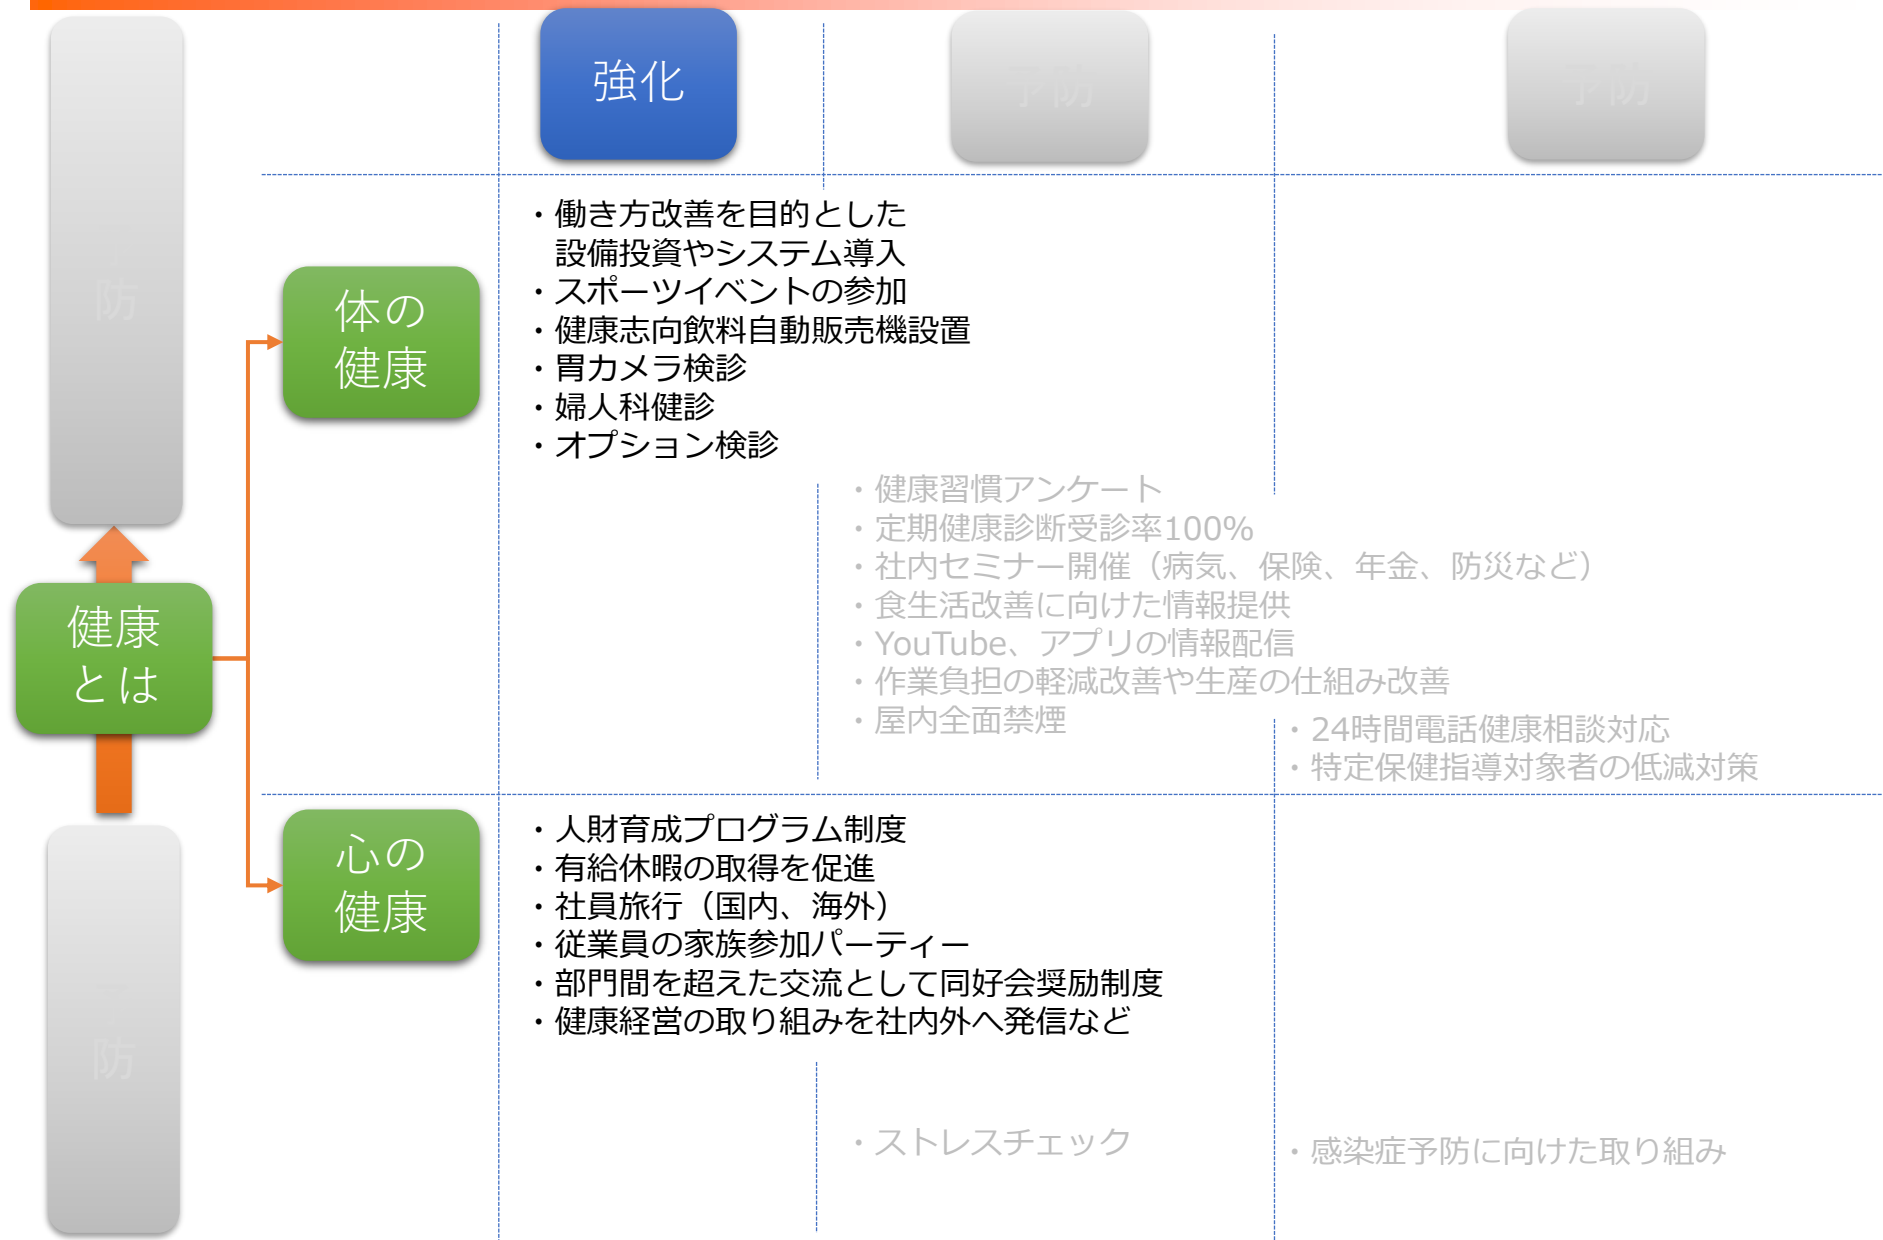 強化
予防
予防
防
体の
健康
・働き方改善を目的とした
設備投資やシステム導入
・スポーツイベントの参加
・健康志向飲料自動販売機設置
・胃カメラ検診
・婦人科健診
・オプション検診
・健康習慣アンケート
・定期健康診断受診率100%
・社内セミナー開催（病気、保険、年金、防災など）
・食生活改善に向けた情報提供
・YouTube、アプリの情報配信
・作業負担の軽減改善や生産の仕組み改善
・屋内全面禁煙
・24時間電話健康相談対応
・特定保健指導対象者の低減対策
健康
とは
心の
健康
・人財育成プログラム制度
・有給休暇の取得を促進
・社員旅行（国内、海外）
・従業員の家族参加パーティー
・部門間を超えた交流として同好会奨励制度
・健康経営の取り組みを社内外へ発信など
・ストレスチェック
・感染症予防に向けた取り組み
防